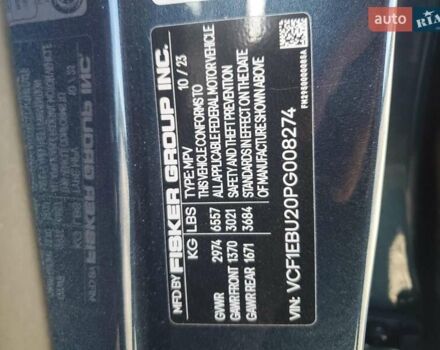 MFD BY FISKER GROUP INC.
KG LBS
GVWR 2974 6557
GAWR FRONT 1370 3021
GAWR REAR 1671 3684
TYPE: MPV 10 / 23
THIS VEHICLE CONFORMS TO
ALL APPLICABLE FEDERAL MOTOR VEHICLE
SAFETY AND THEFT PREVENTION
STANDARDS IN EFFECT ON THE DATE
OF MANUFACTURE SHOWN ABOVE
VIN: VCF1EBU20PG008274
AUTO
RIA